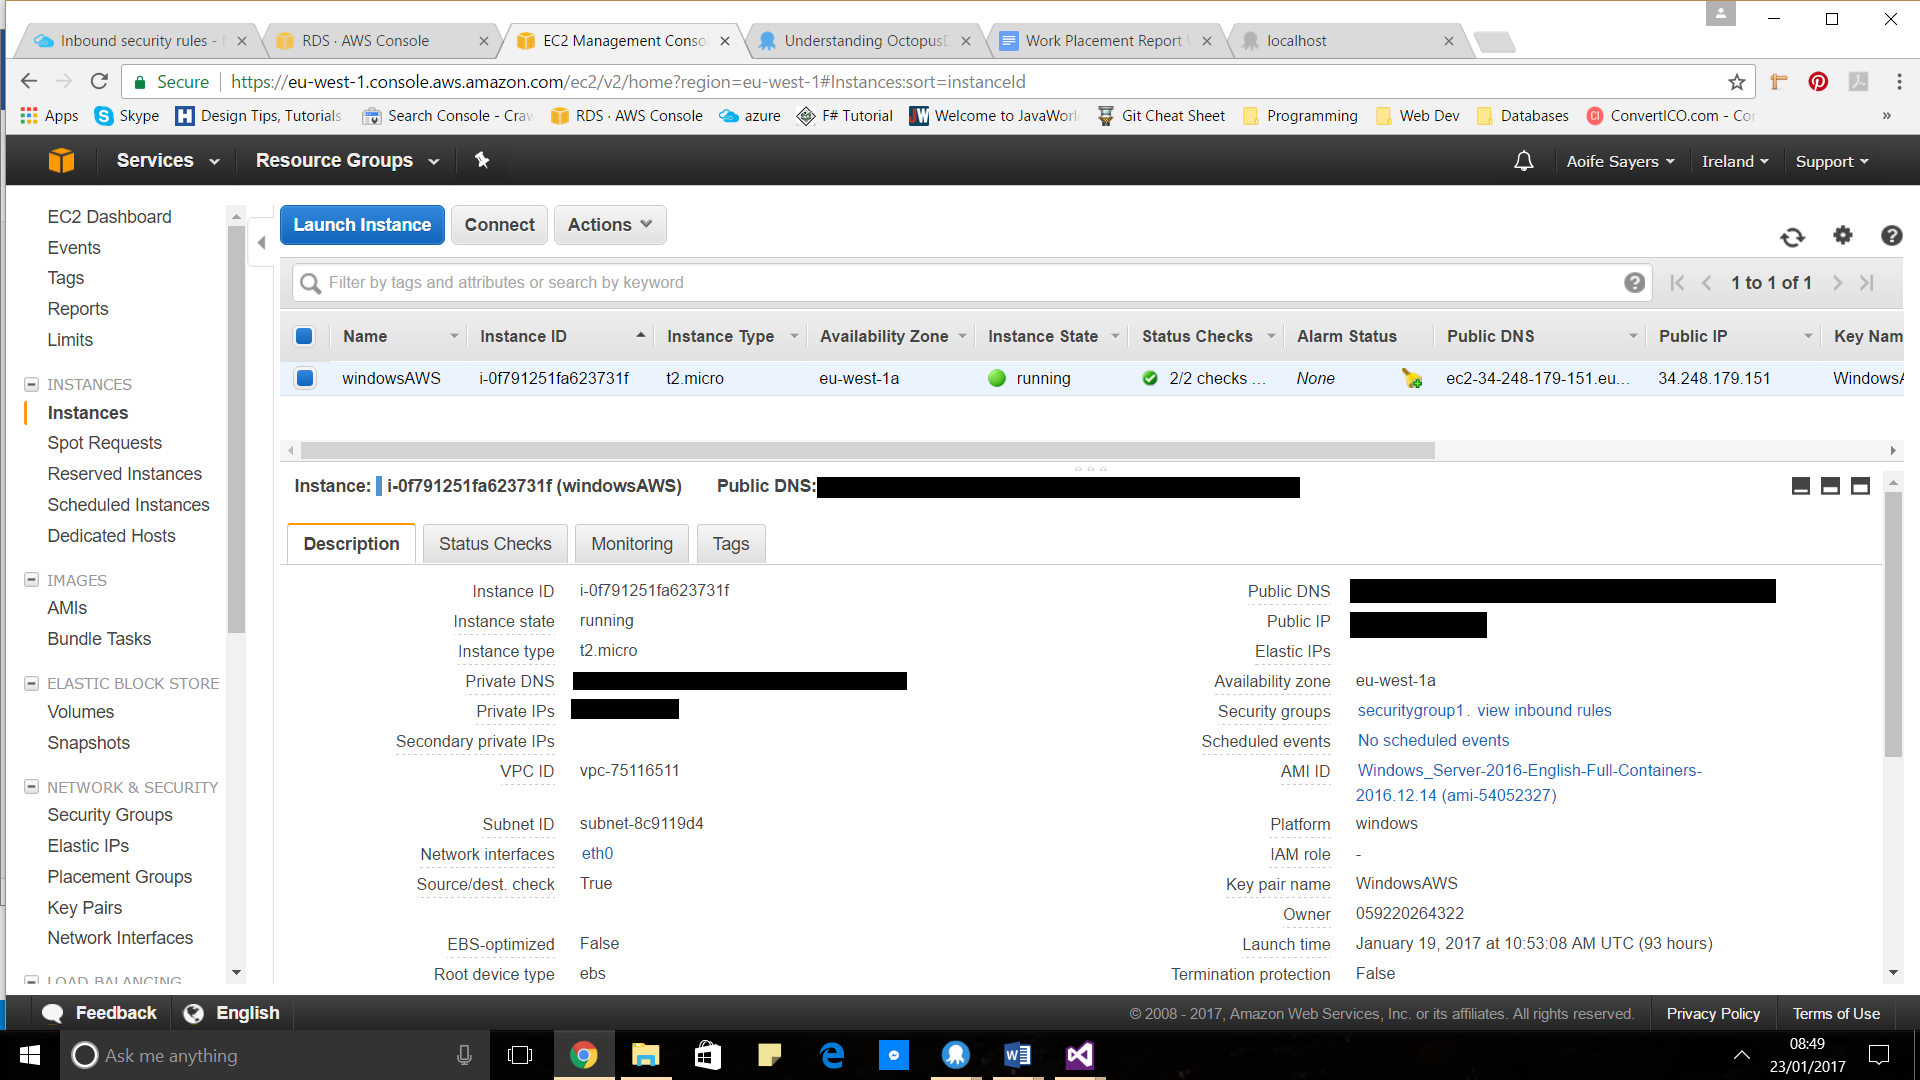 Inbound security rules - M
RDS · AWS Console
EC2 Management Conso
Understanding OctopusD
Work Placement Report V
localhost
Secure
https://eu-west-1.console.aws.amazon.com/ec2/v2/home?region=eu-west-1#Instances:sort=instanceId
Apps
Skype
Design Tips, Tutorials
Search Console - Craw
RDS · AWS Console
azure
F# Tutorial
Welcome to JavaWorl
Git Cheat Sheet
Programming
Web Dev
Databases
ConvertICO.com - Con
»
Services
Resource Groups
Aoife Sayers
Ireland
Support
EC2 Dashboard
Events
Tags
Reports
Limits
INSTANCES
Instances
Spot Requests
Reserved Instances
Scheduled Instances
Dedicated Hosts
IMAGES
AMIs
Bundle Tasks
ELASTIC BLOCK STORE
Volumes
Snapshots
NETWORK & SECURITY
Security Groups
Elastic IPs
Placement Groups
Key Pairs
Network Interfaces
LOAD BALANCING
Launch Instance
Connect
Actions
Filter by tags and attributes or search by keyword
1 to 1 of 1
Name Instance ID Instance Type Availability Zone Instance State Status Checks Alarm Status Public DNS Public IP Key Nam
windowsAWS i-0f791251fa623731f t2.micro eu-west-1a running 2/2 checks ... None ec2-34-248-179-151.eu... 34.248.179.151 WindowsA
Instance: i-0f791251fa623731f (windowsAWS) Public DNS:
Description
Status Checks
Monitoring
Tags
Instance ID i-0f791251fa623731f
Instance state running
Instance type t2.micro
Private DNS
Private IPs
Secondary private IPs
VPC ID vpc-75116511
Subnet ID subnet-8c9119d4
Network interfaces eth0
Source/dest. check True
EBS-optimized False
Root device type ebs
Public DNS
Public IP
Elastic IPs
Availability zone eu-west-1a
Security groups securitygroup1. view inbound rules
Scheduled events No scheduled events
AMI ID Windows_Server-2016-English-Full-Containers-
2016.12.14 (ami-54052327)
Platform windows
IAM role -
Key pair name WindowsAWS
Owner 059220264322
Launch time January 19, 2017 at 10:53:08 AM UTC (93 hours)
Termination protection False
Feedback
English
© 2008 - 2017, Amazon Web Services, Inc. or its affiliates. All rights reserved.
Privacy Policy
Terms of Use
Ask me anything
08:49
23/01/2017